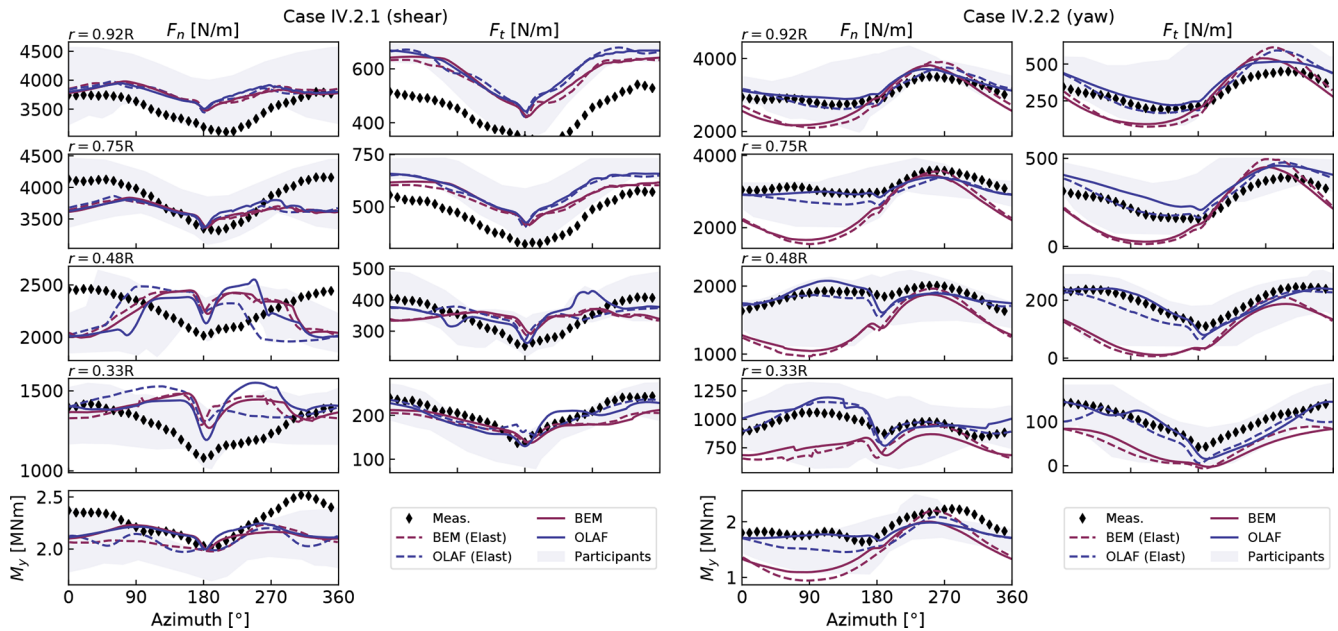 Case IV.2.1 (shear)
Case IV.2.2 (yaw)
r = 0.92R
Fn [N/m]
Ft [N/m]
r = 0.92R
Fn [N/m]
Ft [N/m]
4500
4000
3500
600
400
4000
2000
500
250
r = 0.75R
r = 0.75R
4500
4000
3500
750
500
4000
2000
500
0
r = 0.48R
r = 0.48R
2500
2000
500
400
300
2000
1000
200
0
r = 0.33R
r = 0.33R
1500
1000
200
100
1250
1000
750
100
0
My [MNm]
2.5
2.0
My [MNm]
2
1
Meas.
BEM (Elast)
OLAF (Elast)
BEM
OLAF
Participants
Meas.
BEM (Elast)
OLAF (Elast)
BEM
OLAF
Participants
0 90 180 270 360
0 90 180 270 360
Azimuth [°]
Azimuth [°]